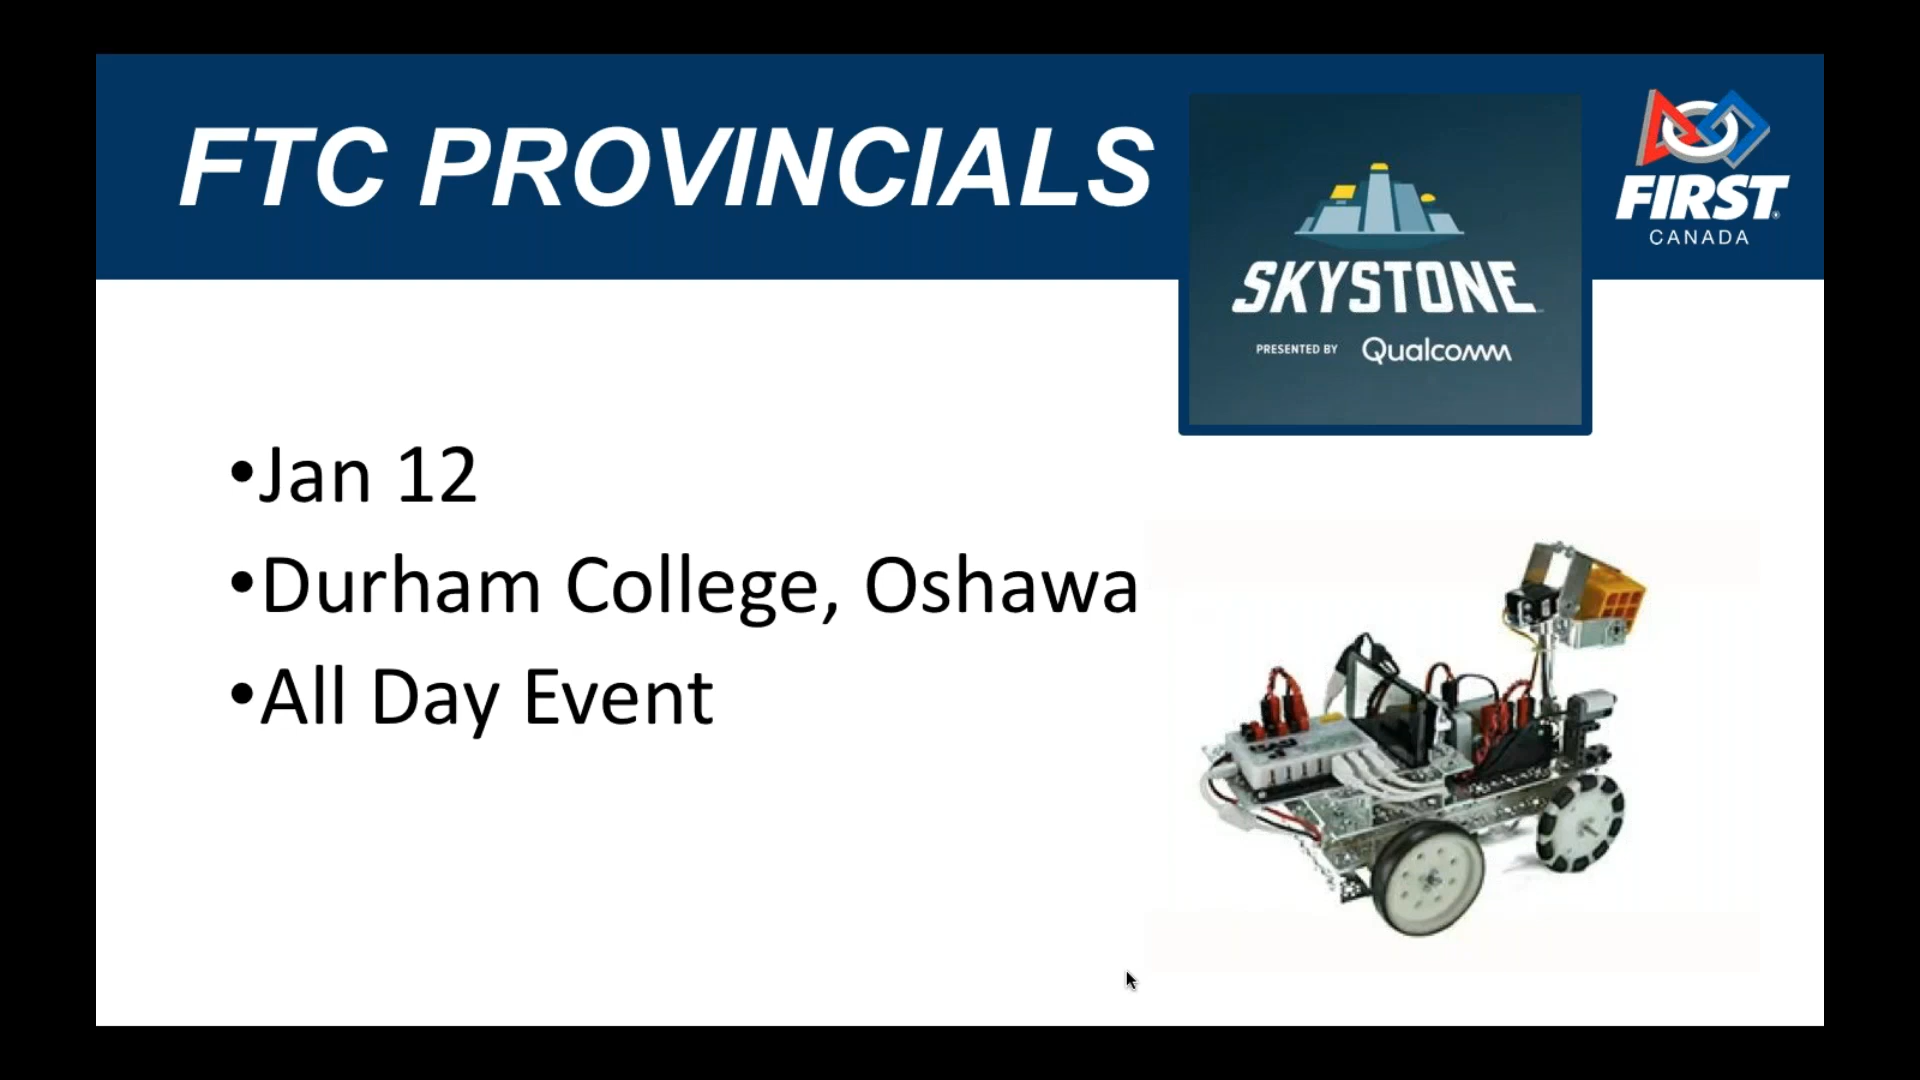 FTC PROVINCIALS
SKYSTONE
PRESENTED BY Qualcomm
FIRST
CANADA
•Jan 12
•Durham College, Oshawa
•All Day Event